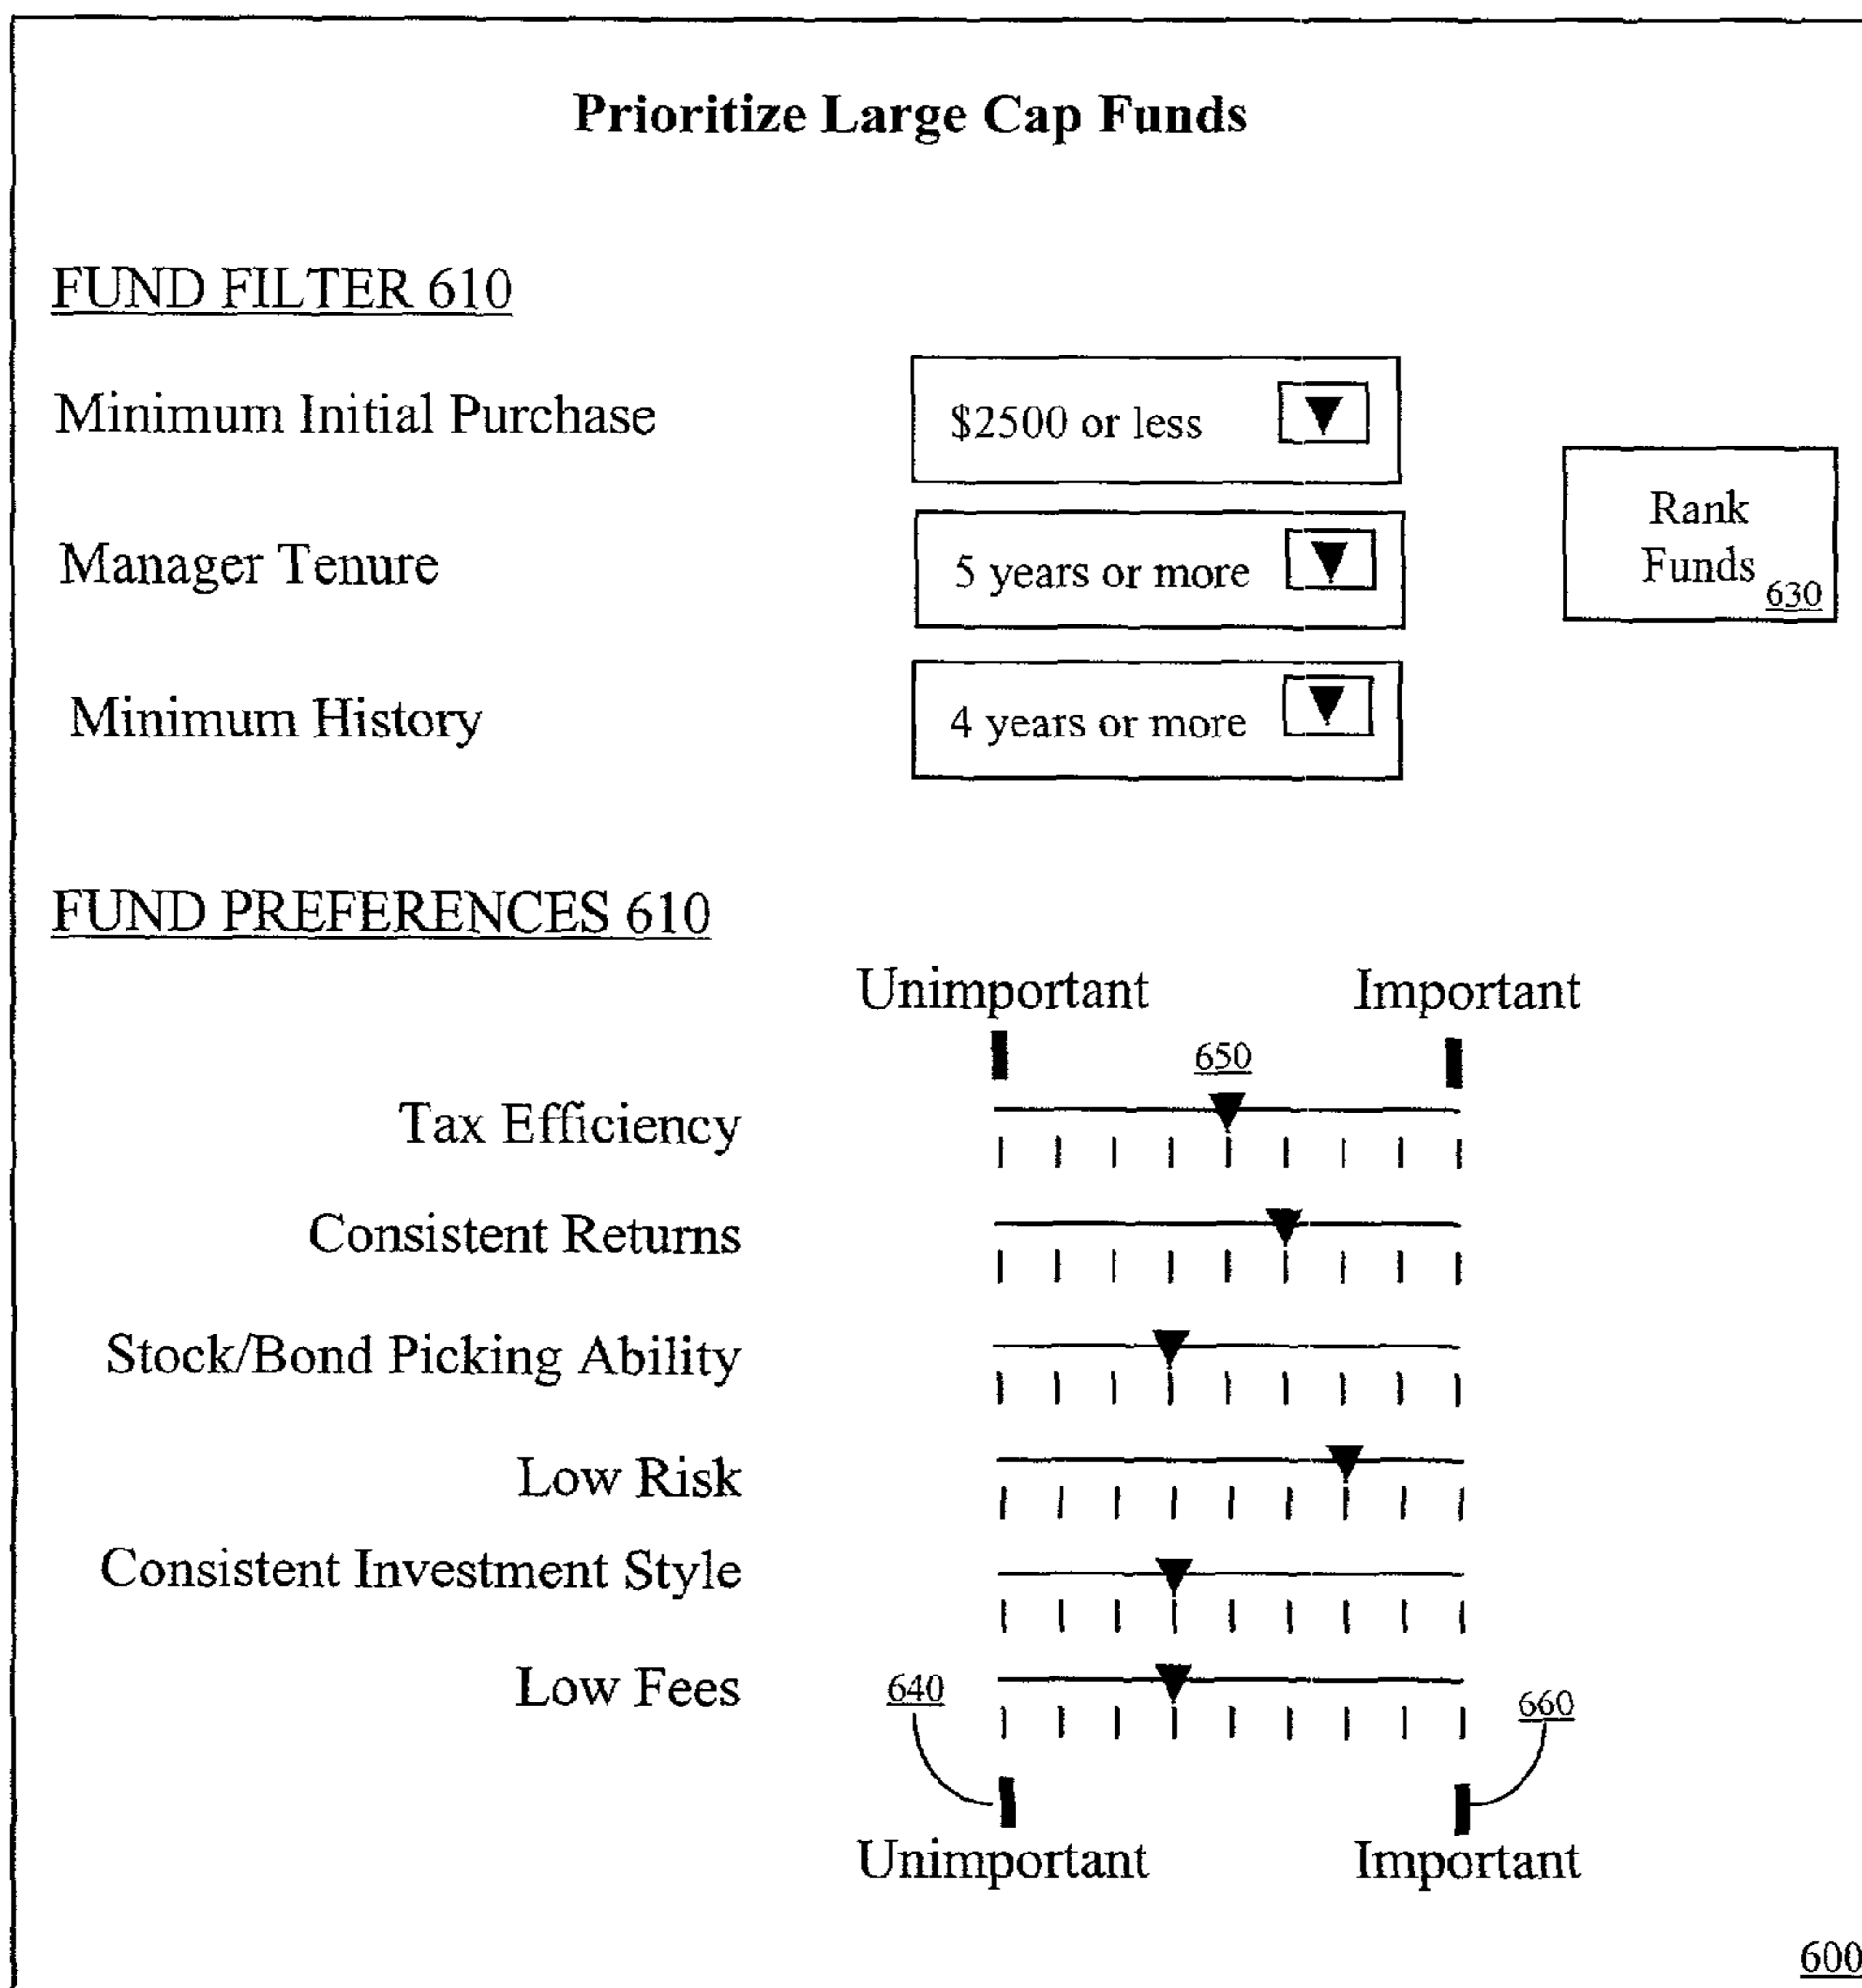 Prioritize Large Cap Funds
FUND FILTER 610
Minimum Initial Purchase
$2500 or less
Manager Tenure
5 years or more
Rank
Funds
630
Minimum History
4 years or more
FUND PREFERENCES 610
Unimportant
Important
650
Tax Efficiency
Consistent Returns
Stock/Bond Picking Ability
Low Risk
Consistent Investment Style
Low Fees
640
660
Unimportant
Important
600